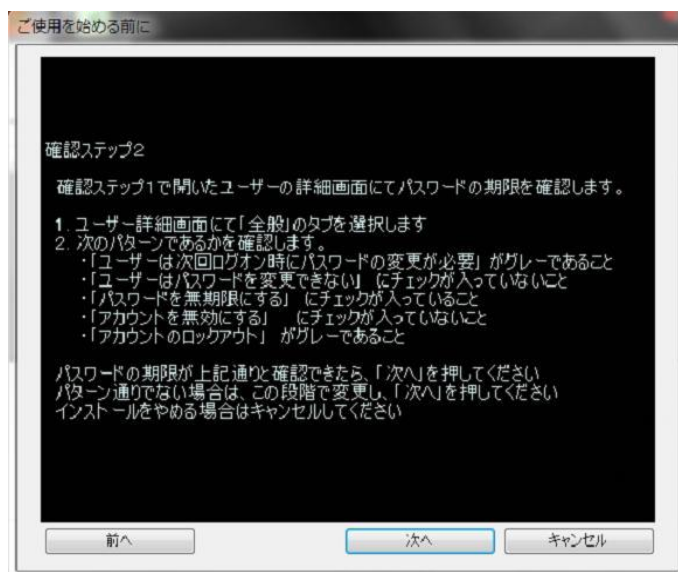 ご使用を始める前に
確認ステップ2
確認ステップ1で開いたユーザーの詳細画面にてパスワードの期限を確認します。
1. ユーザー詳細画面にて「全般」のタブを選択します
2. 次のパターンであるかを確認します。
・「ユーザーは次回ログオン時にパスワードの変更が必要」 がグレーであること
・「ユーザーはパスワードを変更できない」 にチェックが入っていないこと
・「パスワードを無期限にする」 にチェックが入っていること
・「アカウントを無効にする」 にチェックが入っていないこと
・「アカウントのロックアウト」 がグレーであること
パスワードの期限が上記通りと確認できたら、「次へ」を押してください
パターン通りでない場合は、この段階で変更し、「次へ」を押してください
インストールをやめる場合はキャンセルしてください
前へ
次へ
キャンセル